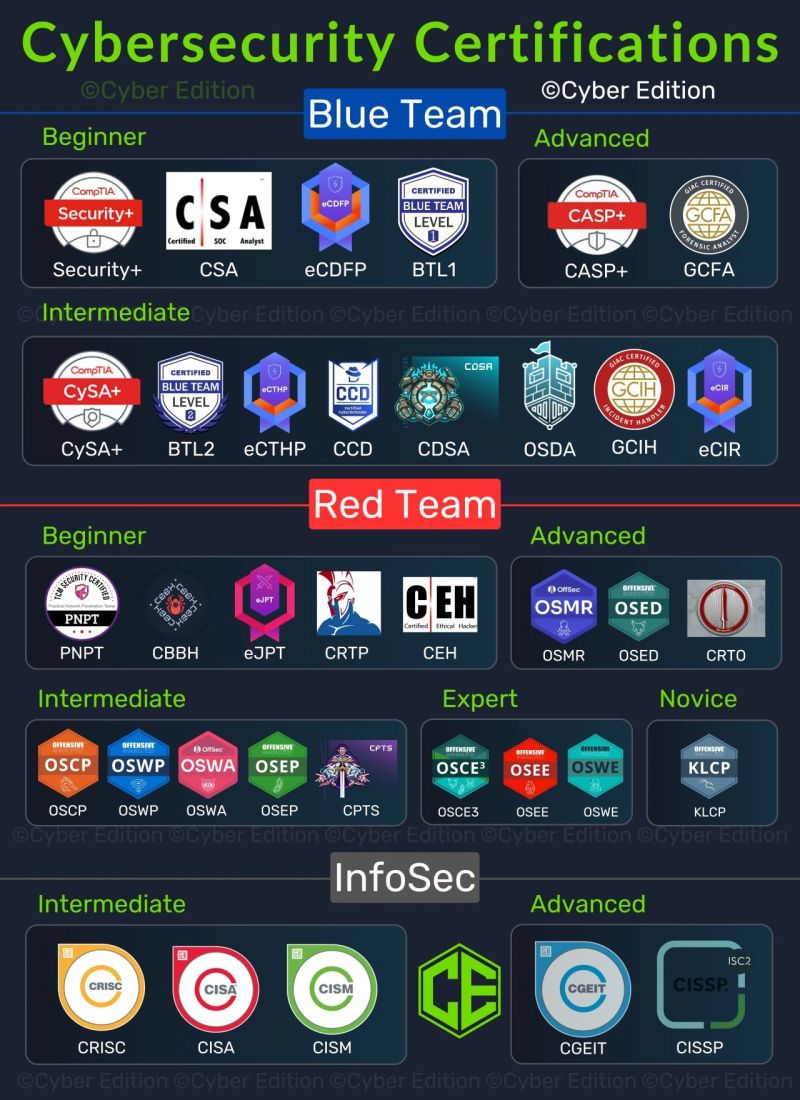 Cybersecurity Certifications
©Cyber Edition
©Cyber Edition
Blue Team
Beginner
Advanced
CompTIA
Security+
CSA
Certified SOC Analyst
eCDFP
CERTIFIED
BLUE TEAM
LEVEL
1
CompTIA
CASP+
GIAC CERTIFIED
GCFA
FORENSIC ANALYST
Security+
CSA
eCDFP
BTL1
CASP+
GCFA
©Cyber Edition ©Cyber Edition ©Cyber Edition ©Cyber Edition ©Cyber Edition
Intermediate
CompTIA
CySA+
CERTIFIED
BLUE TEAM
LEVEL
2
eCTHP
CCD
Certified
CyberDefender
CDSA
GIAC CERTIFIED
GCIH
INCIDENT HANDLER
eCIR
CySA+
BTL2
eCTHP
CCD
CDSA
OSDA
GCIH
eCIR
Red Team
Beginner
Advanced
TCM SECURITY CERTIFIED
Practical Network Penetration Tester
PNPT
CBBH CBBH CBBH CBBH
eJPT
CEH
Certified Ethical Hacker
OffSec
OSMR
OFFENSIVE
OSED
PNPT
CBBH
eJPT
CRTP
CEH
OSMR
OSED
CRTO
Intermediate
Expert
Novice
OFFENSIVE
OSCP
OFFENSIVE
OSWP
OffSec
OSWA
OFFENSIVE
OSEP
CPTS
OFFENSIVE
OSCE³
OFFENSIVE
OSEE
OFFENSIVE
OSWE
OFFENSIVE
KLCP
OSCP
OSWP
OSWA
OSEP
CPTS
OSCE3
OSEE
OSWE
KLCP
©Cyber Edition ©Cyber Edition ©Cyber Edition ©Cyber Edition ©Cyber Edition
InfoSec
Intermediate
Advanced
CRISC
CISA
CISM
CE
CGEIT
ISC2
CISSP
CRISC
CISA
CISM
CGEIT
CISSP
©Cyber Edition ©Cyber Edition ©Cyber Edition ©Cyber Edition ©Cyber Edition